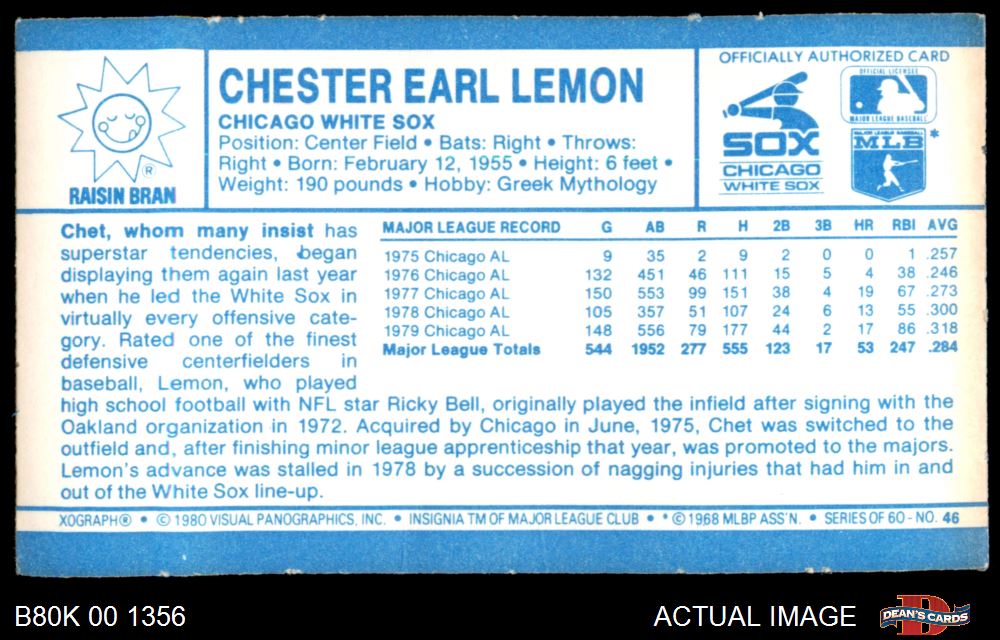 OFFICIALLY AUTHORIZED CARD
CHESTER EARL LEMON
CHICAGO WHITE SOX
Position: Center Field • Bats: Right • Throws:
Right • Born: February 12, 1955 • Height: 6 feet •
Weight: 190 pounds • Hobby: Greek Mythology
®
RAISIN BRAN
SOX
CHICAGO
WHITE SOX
OFFICIAL LICENSEE
MAJOR LEAGUE BASEBALL
MAJOR LEAGUE BASEBALL
MLB *
Chet, whom many insist has
superstar tendencies, began
displaying them again last year
when he led the White Sox in
virtually every offensive cate-
gory. Rated one of the finest
defensive centerfielders in
baseball, Lemon, who played
MAJOR LEAGUE RECORD G AB R H 2B 3B HR RBI AVG
1975 Chicago AL 9 35 2 9 2 0 0 1 .257
1976 Chicago AL 132 451 46 111 15 5 4 38 .246
1977 Chicago AL 150 553 99 151 38 4 19 67 .273
1978 Chicago AL 105 357 51 107 24 6 13 55 .300
1979 Chicago AL 148 556 79 177 44 2 17 86 .318
Major League Totals 544 1952 277 555 123 17 53 247 .284
high school football with NFL star Ricky Bell, originally played the infield after signing with the
Oakland organization in 1972. Acquired by Chicago in June, 1975, Chet was switched to the
outfield and, after finishing minor league apprenticeship that year, was promoted to the majors.
Lemon's advance was stalled in 1978 by a succession of nagging injuries that had him in and
out of the White Sox line-up.
XOGRAPH® • © 1980 VISUAL PANOGRAPHICS, INC. • INSIGNIA TM OF MAJOR LEAGUE CLUB • * © 1968 MLBP ASS'N. • SERIES OF 60 - NO. 46
B80K 00 1356
ACTUAL IMAGE
D
DEAN'S CARDS